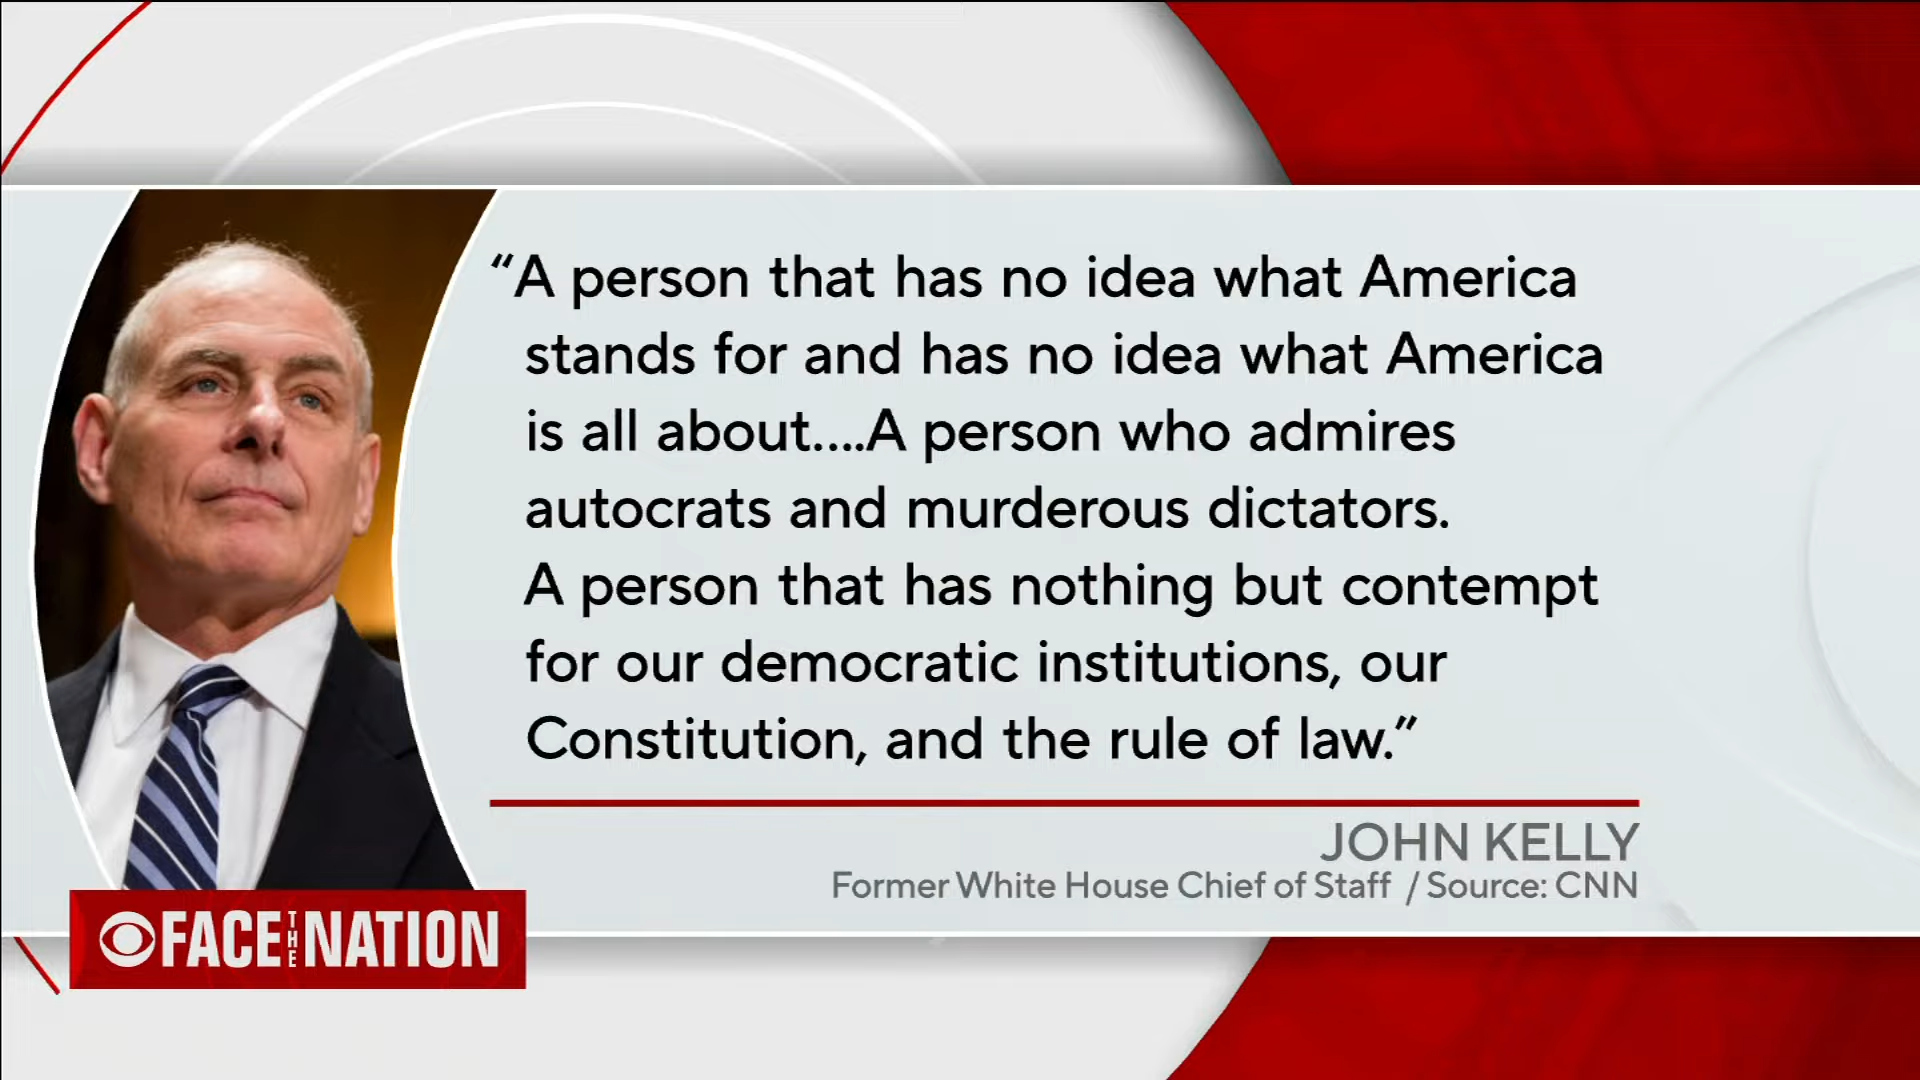 “A person that has no idea what America
stands for and has no idea what America
is all about....A person who admires
autocrats and murderous dictators.
A person that has nothing but contempt
for our democratic institutions, our
Constitution, and the rule of law.”
JOHN KELLY
Former White House Chief of Staff / Source: CNN
FACE THE NATION